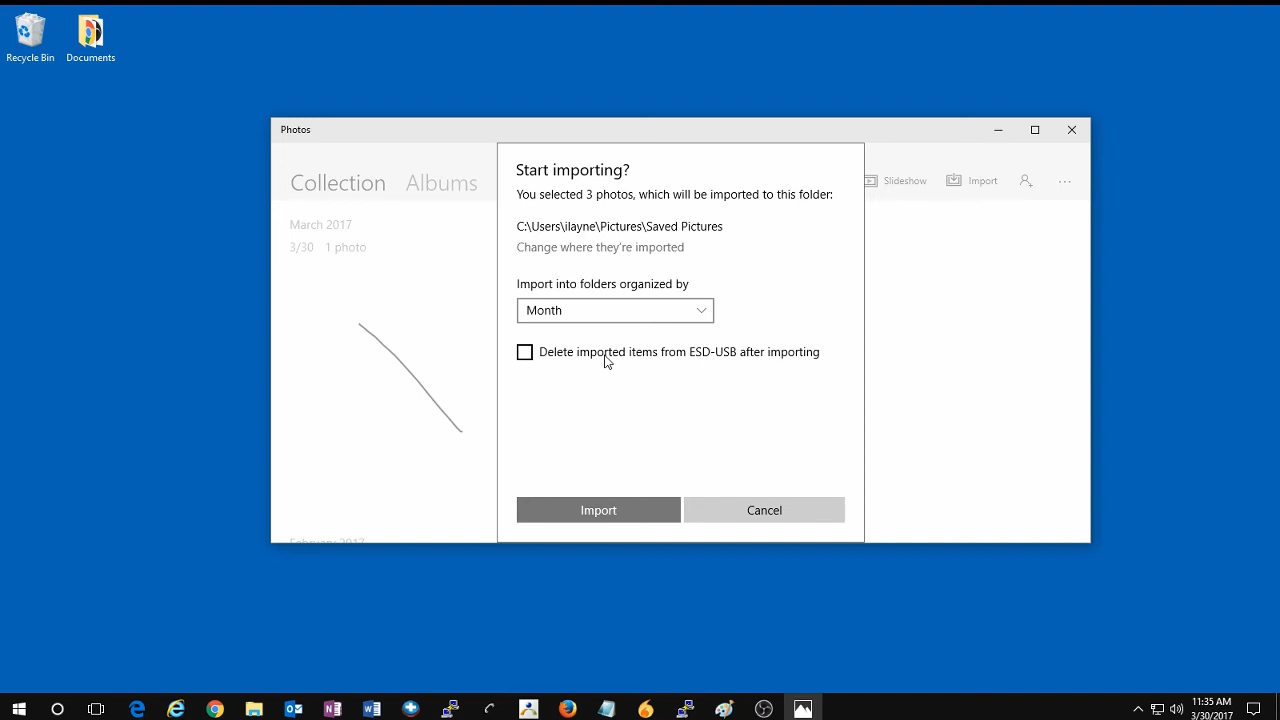 Recycle Bin
Documents
Photos
Collection
Albums
Slideshow
Import
...
March 2017
3/30 1 photo
Start importing?
You selected 3 photos, which will be imported to this folder:
C:\Users\ilayne\Pictures\Saved Pictures
Change where they're imported
Import into folders organized by
Month
Delete imported items from ESD-USB after importing
Import
Cancel
February 2017
11:35 AM
3/30/2017